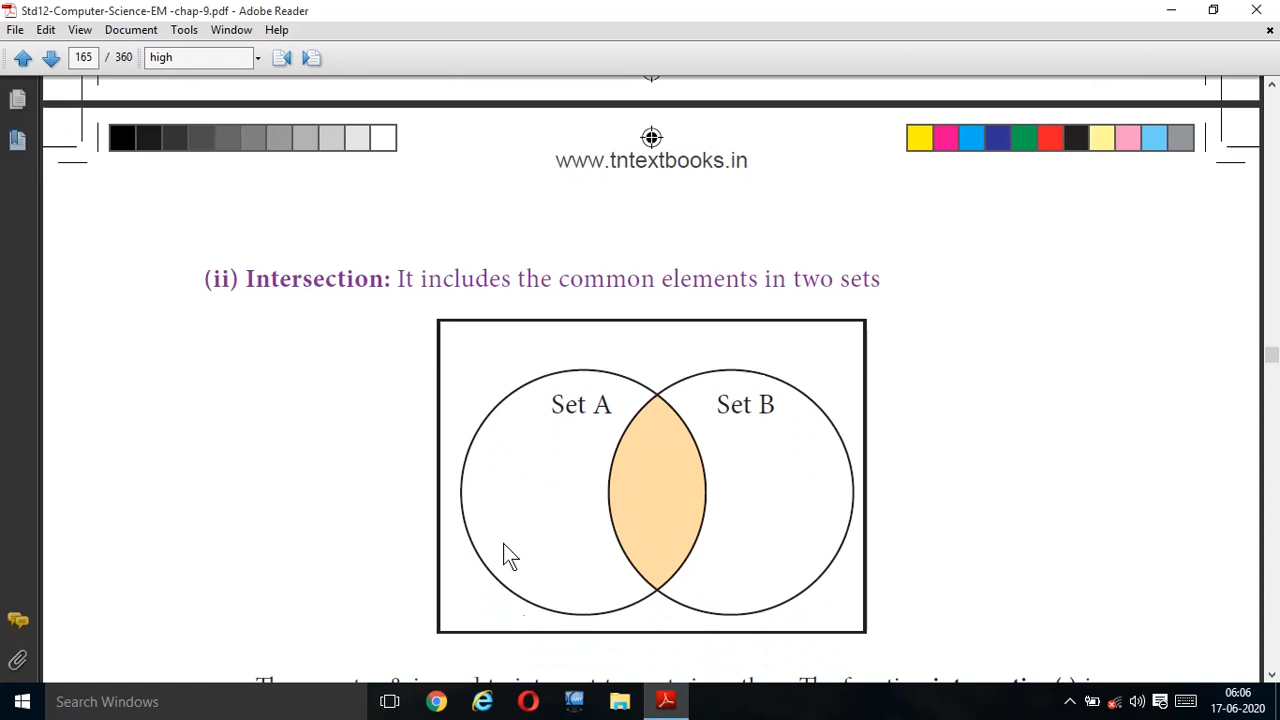 Std12-Computer-Science-EM -chap-9.pdf - Adobe Reader
File Edit View Document Tools Window Help
165 / 360 high
www.tntextbooks.in
(ii) Intersection: It includes the common elements in two sets
Set A Set B
Search Windows
06:06
17-06-2020